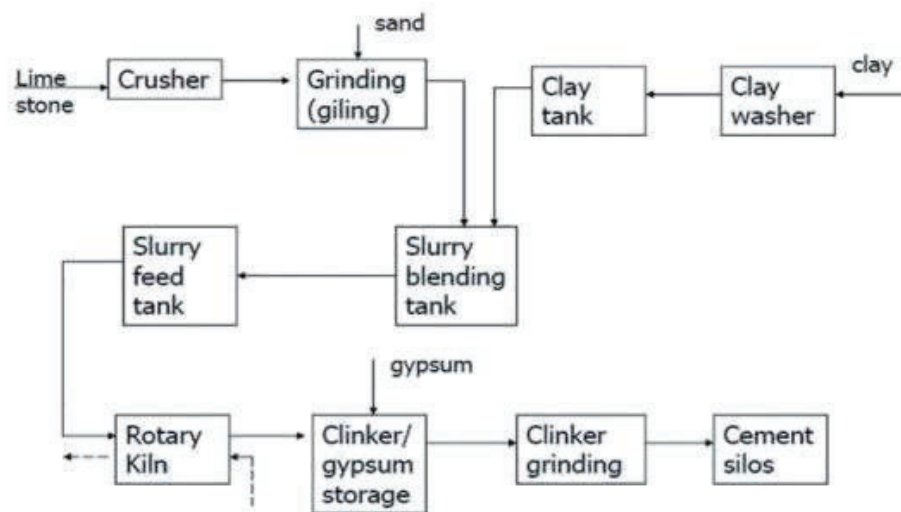 sand
Lime
stone
Crusher
Grinding
(giling)
Clay
tank
Clay
washer
clay
Slurry
feed
tank
Slurry
blending
tank
gypsum
Rotary
Kiln
Clinker/
gypsum
storage
Clinker
grinding
Cement
silos